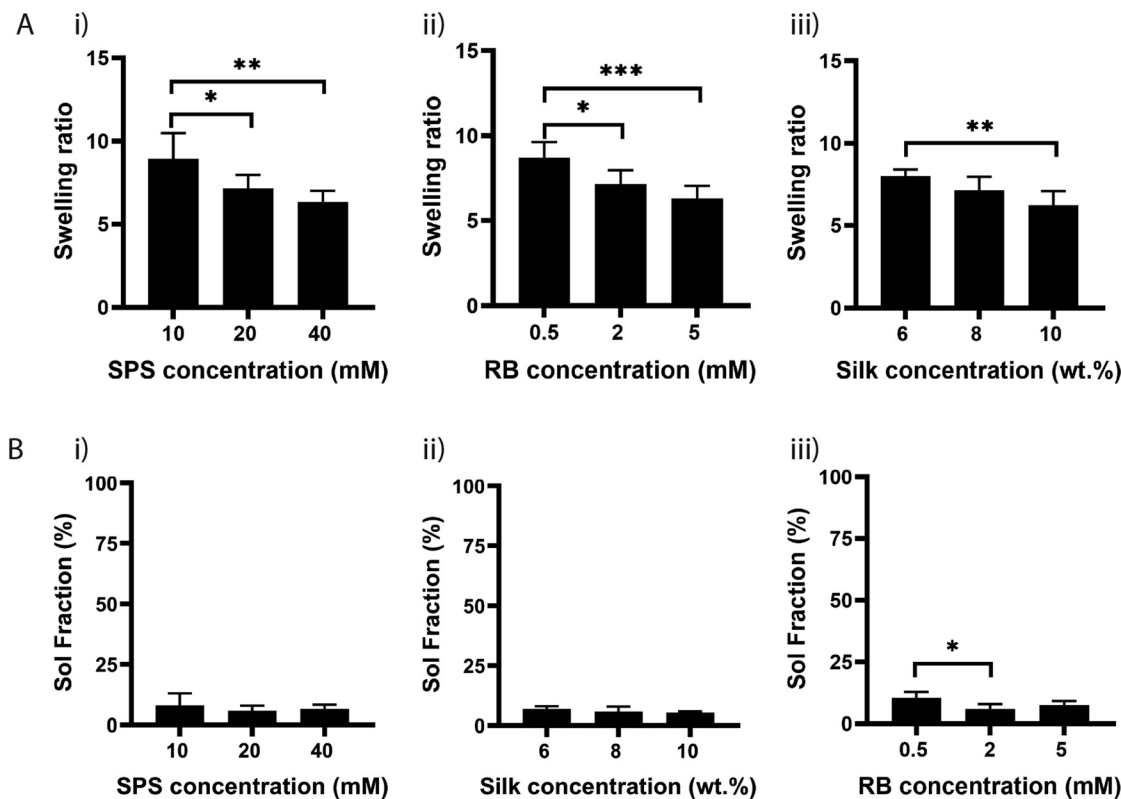 A
i)
15
10
5
0
Swelling ratio
**
*
10 20 40
SPS concentration (mM)
ii)
15
10
5
0
Swelling ratio
***
*
0.5 2 5
RB concentration (mM)
iii)
15
10
5
0
Swelling ratio
**
6 8 10
Silk concentration (wt.%)
B
i)
100
75
50
25
0
Sol Fraction (%)
10 20 40
SPS concentration (mM)
ii)
100
75
50
25
0
Sol Fraction (%)
6 8 10
Silk concentration (wt.%)
iii)
100
75
50
25
0
Sol Fraction (%)
*
0.5 2 5
RB concentration (mM)